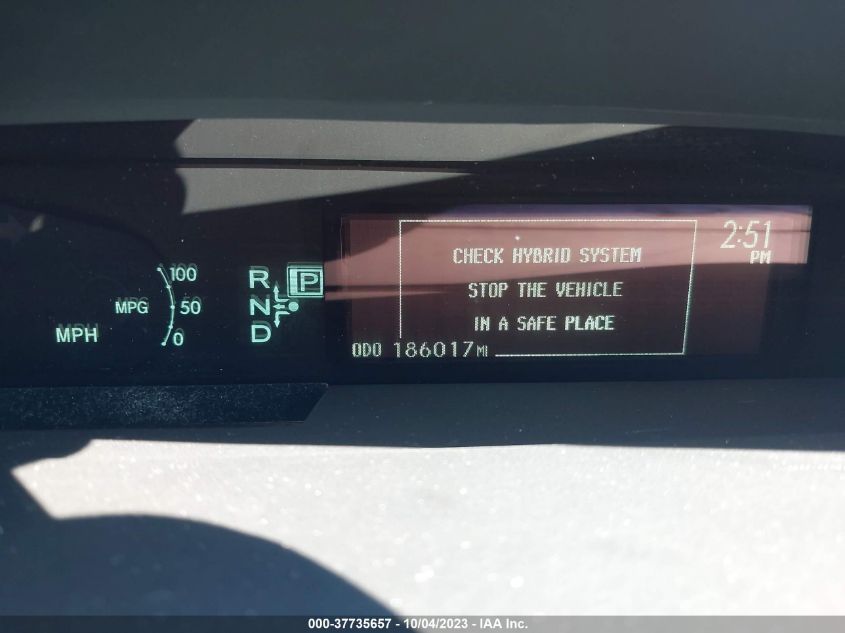 2:51
PM
CHECK HYBRID SYSTEM
STOP THE VEHICLE
IN A SAFE PLACE
ODO 186017 MI
MPH
MPG
100
50
0
R
N
D
P
000-37735657 - 10/04/2023 - IAA Inc.